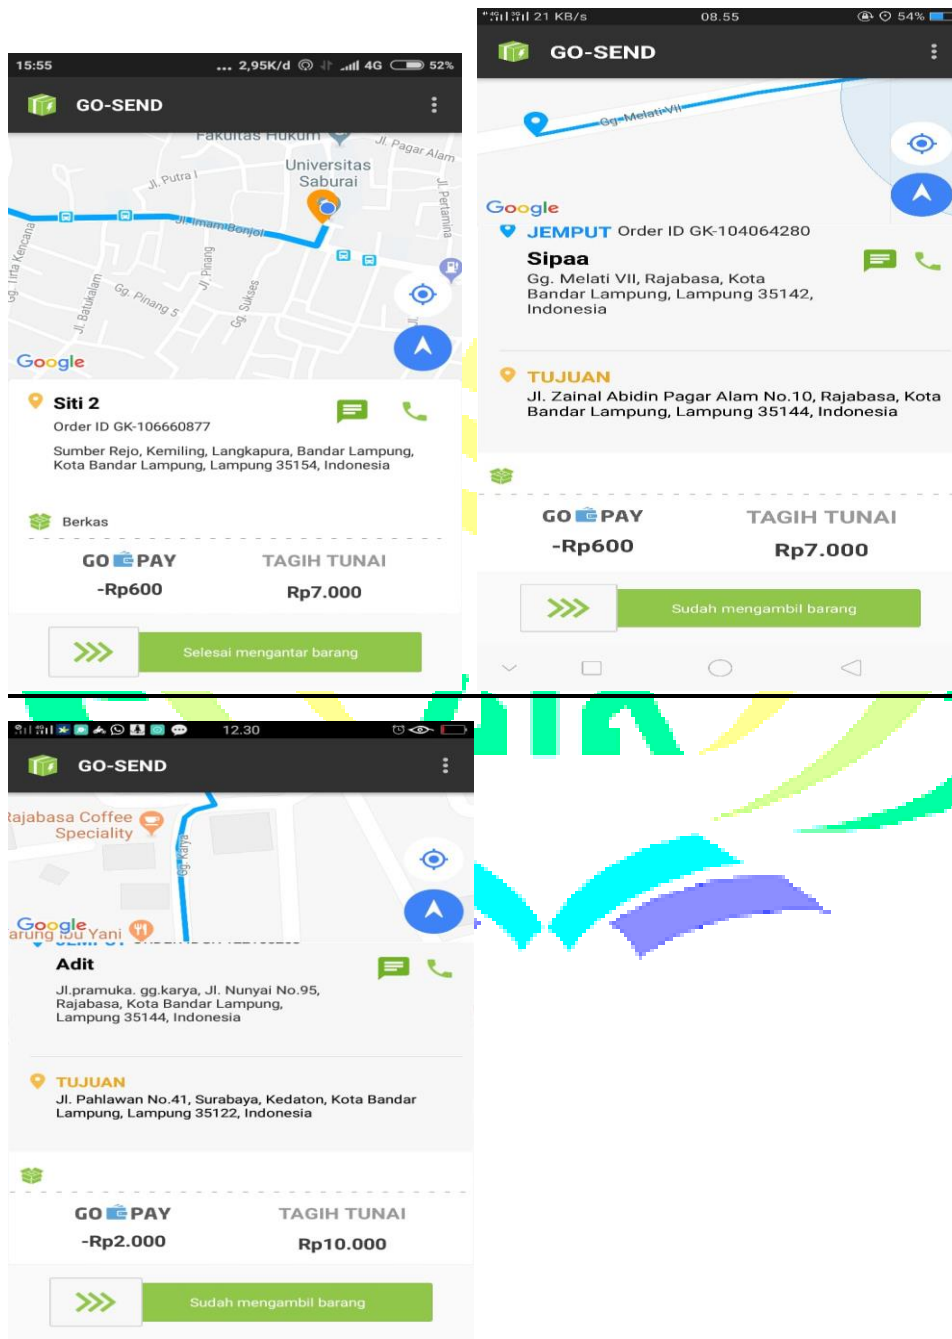 15:55
... 2,95K/d 4G 52%
GO-SEND
Fakultas Hukum
Jl. Pagar Alam
Universitas
Saburai
Jl. Putra I
Jl. Pertamina
Jl. Imam Bonjol
Gg. Tirta Kencana
Jl. Pinang
Gg. Pinang 5
Gg. Sukses
Jl. Batukalam
Google
Siti 2
Order ID GK-106660877
Sumber Rejo, Kemiling, Langkapura, Bandar Lampung,
Kota Bandar Lampung, Lampung 35154, Indonesia
Berkas
GO PAY TAGIH TUNAI
-Rp600 Rp7.000
Selesai mengantar barang
4G 3G 21 KB/s 08.55 54%
GO-SEND
Gg. Melati VII
Google
JEMPUT Order ID GK-104064280
Sipaa
Gg. Melati VII, Rajabasa, Kota
Bandar Lampung, Lampung 35142,
Indonesia
TUJUAN
Jl. Zainal Abidin Pagar Alam No.10, Rajabasa, Kota
Bandar Lampung, Lampung 35144, Indonesia
GO PAY TAGIH TUNAI
-Rp600 Rp7.000
Sudah mengambil barang
12.30
GO-SEND
Rajabasa Coffee
Speciality
Gg. Karya
Google
arung Ibu Yani
Adit
Jl.pramuka. gg.karya, Jl. Nunyai No.95,
Rajabasa, Kota Bandar Lampung,
Lampung 35144, Indonesia
TUJUAN
Jl. Pahlawan No.41, Surabaya, Kedaton, Kota Bandar
Lampung, Lampung 35122, Indonesia
GO PAY TAGIH TUNAI
-Rp2.000 Rp10.000
Sudah mengambil barang